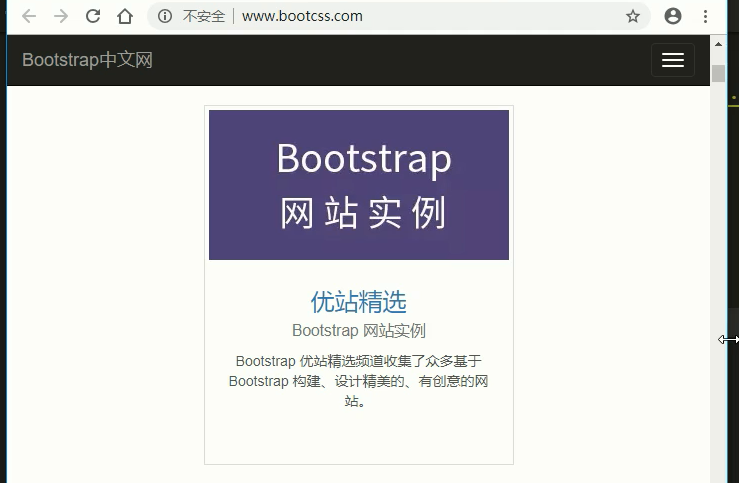 不安全 | www.bootcss.com
Bootstrap中文网
Bootstrap
网站实例
优站精选
Bootstrap 网站实例
Bootstrap 优站精选频道收集了众多基于
Bootstrap 构建、设计精美的、有创意的网
站。